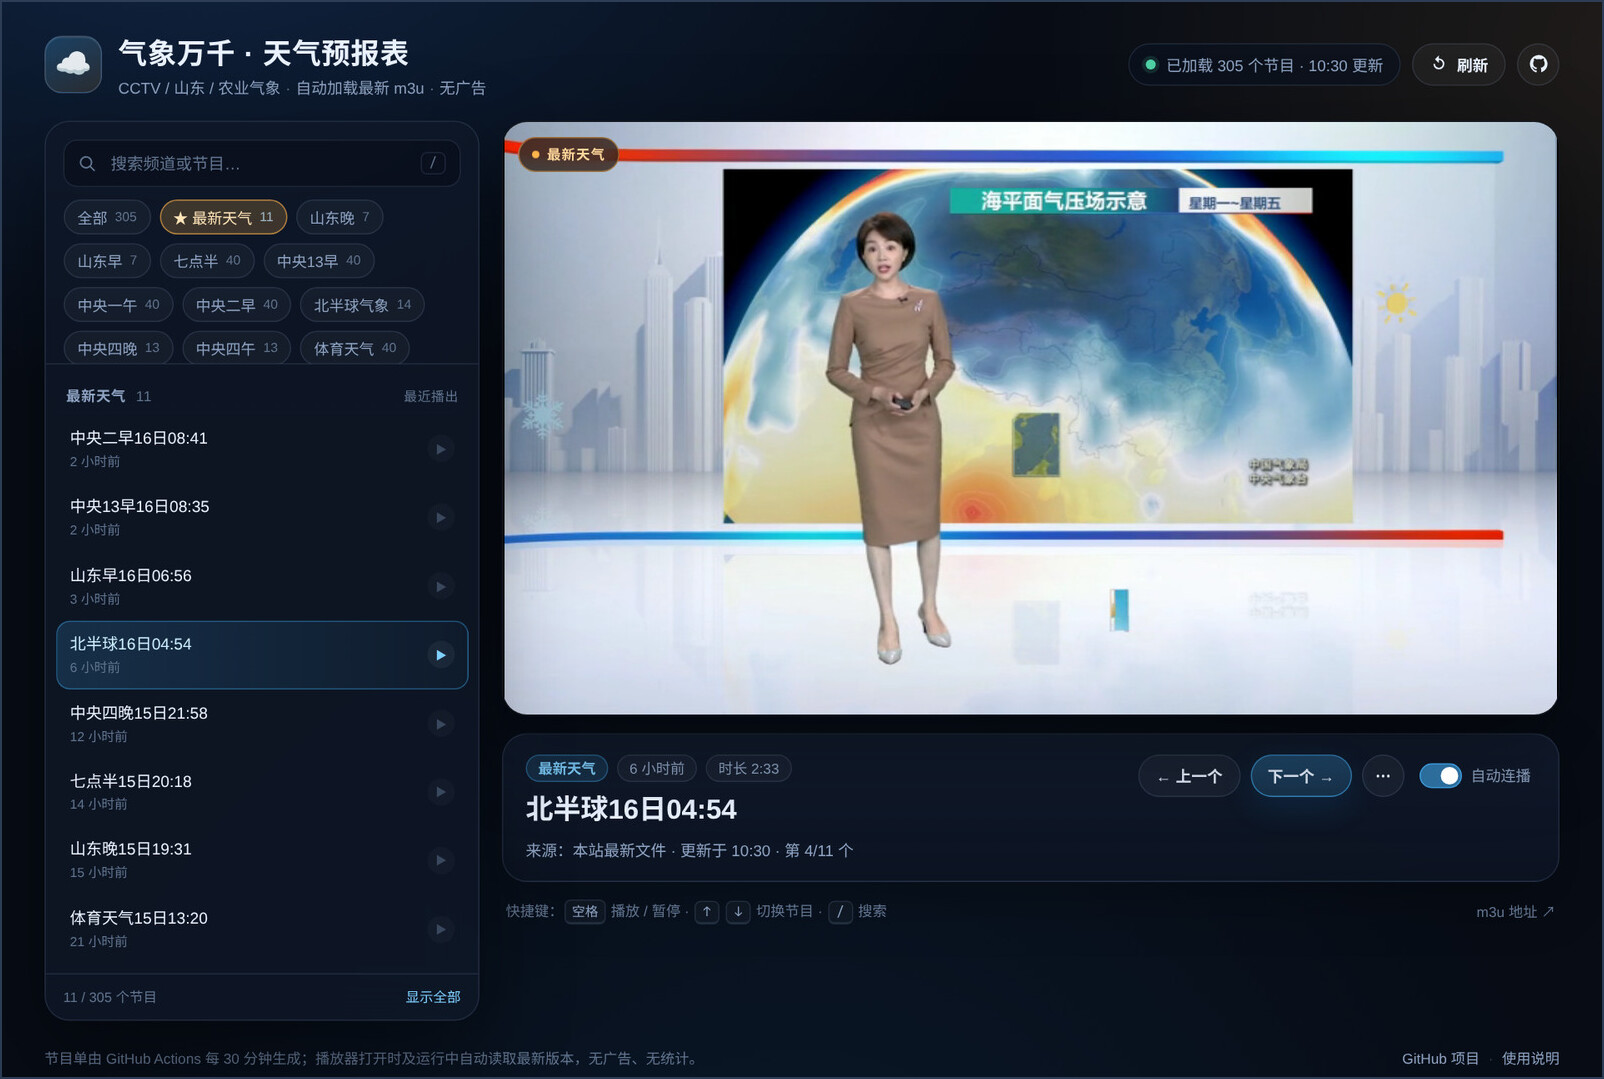 气象万千 · 天气预报表
CCTV / 山东 / 农业气象 · 自动加载最新 m3u · 无广告
已加载 305 个节目 · 10:30 更新
刷新
搜索频道或节目…
/
全部 305
★ 最新天气 11
山东晚 7
山东早 7
七点半 40
中央13早 40
中央一午 40
中央二早 40
北半球气象 14
中央四晚 13
中央四午 13
体育天气 40
最新天气 11
最近播出
中央二早16日08:41
2 小时前
中央13早16日08:35
2 小时前
山东早16日06:56
3 小时前
北半球16日04:54
6 小时前
中央四晚15日21:58
12 小时前
七点半15日20:18
14 小时前
山东晚15日19:31
15 小时前
体育天气15日13:20
21 小时前
11 / 305 个节目
显示全部
最新天气
海平面气压场示意
星期一~星期五
中国气象局
中央气象台
最新天气
6 小时前
时长 2:33
← 上一个
下一个 →
···
自动连播
北半球16日04:54
来源：本站最新文件 · 更新于 10:30 · 第 4/11 个
快捷键： 空格 播放 / 暂停 · ↑ ↓ 切换节目 · / 搜索
m3u 地址 ↗
节目单由 GitHub Actions 每 30 分钟生成；播放器打开时及运行中自动读取最新版本，无广告、无统计。
GitHub 项目 · 使用说明